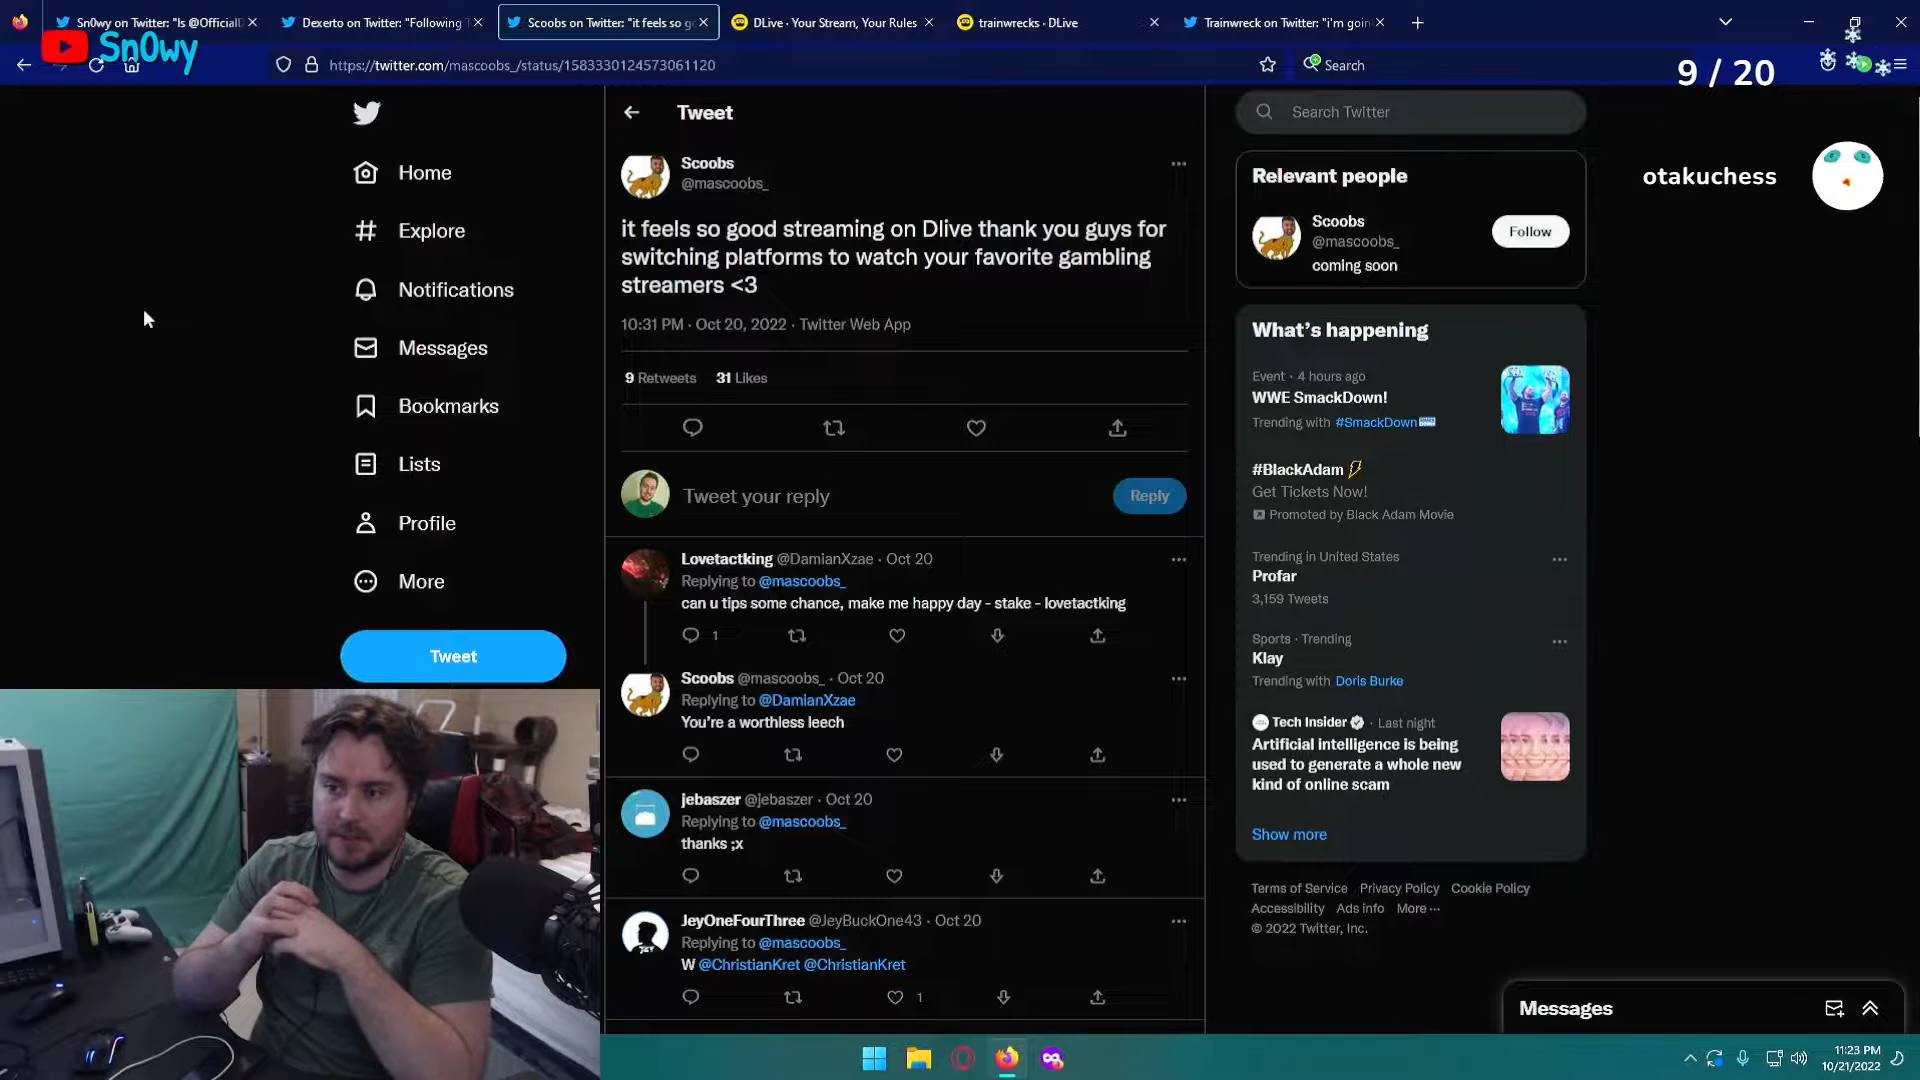 Sn0wy on Twitter: "Is @OfficialD
Dexerto on Twitter: "Following T
Scoobs on Twitter: "it feels so g
DLive · Your Stream, Your Rules
trainwrecks · DLive
Trainwreck on Twitter: "i'm goin
Sn0wy
https://twitter.com/mascoobs_/status/1583330124573061120
Search
9 / 20
otakuchess
Home
Explore
Notifications
Messages
Bookmarks
Lists
Profile
More
Tweet
Tweet
Scoobs
@mascoobs_
it feels so good streaming on Dlive thank you guys for
switching platforms to watch your favorite gambling
streamers <3
10:31 PM · Oct 20, 2022 · Twitter Web App
9 Retweets 31 Likes
Tweet your reply
Reply
Lovetactking @DamianXzae · Oct 20
Replying to @mascoobs_
can u tips some chance, make me happy day - stake - lovetactking
1
Scoobs @mascoobs_ · Oct 20
Replying to @DamianXzae
You're a worthless leech
jebaszer @jebaszer · Oct 20
Replying to @mascoobs_
thanks ;x
JeyOneFourThree @JeyBuckOne43 · Oct 20
Replying to @mascoobs_
W @ChristianKret @ChristianKret
1
Search Twitter
Relevant people
Scoobs
@mascoobs_
coming soon
Follow
What's happening
Event · 4 hours ago
WWE SmackDown!
Trending with #SmackDown
#BlackAdam
Get Tickets Now!
Promoted by Black Adam Movie
Trending in United States
Profar
3,159 Tweets
Sports · Trending
Klay
Trending with Doris Burke
Tech Insider · Last night
Artificial intelligence is being
used to generate a whole new
kind of online scam
Show more
Terms of Service Privacy Policy Cookie Policy
Accessibility Ads info More ···
© 2022 Twitter, Inc.
Messages
11:23 PM
10/21/2022